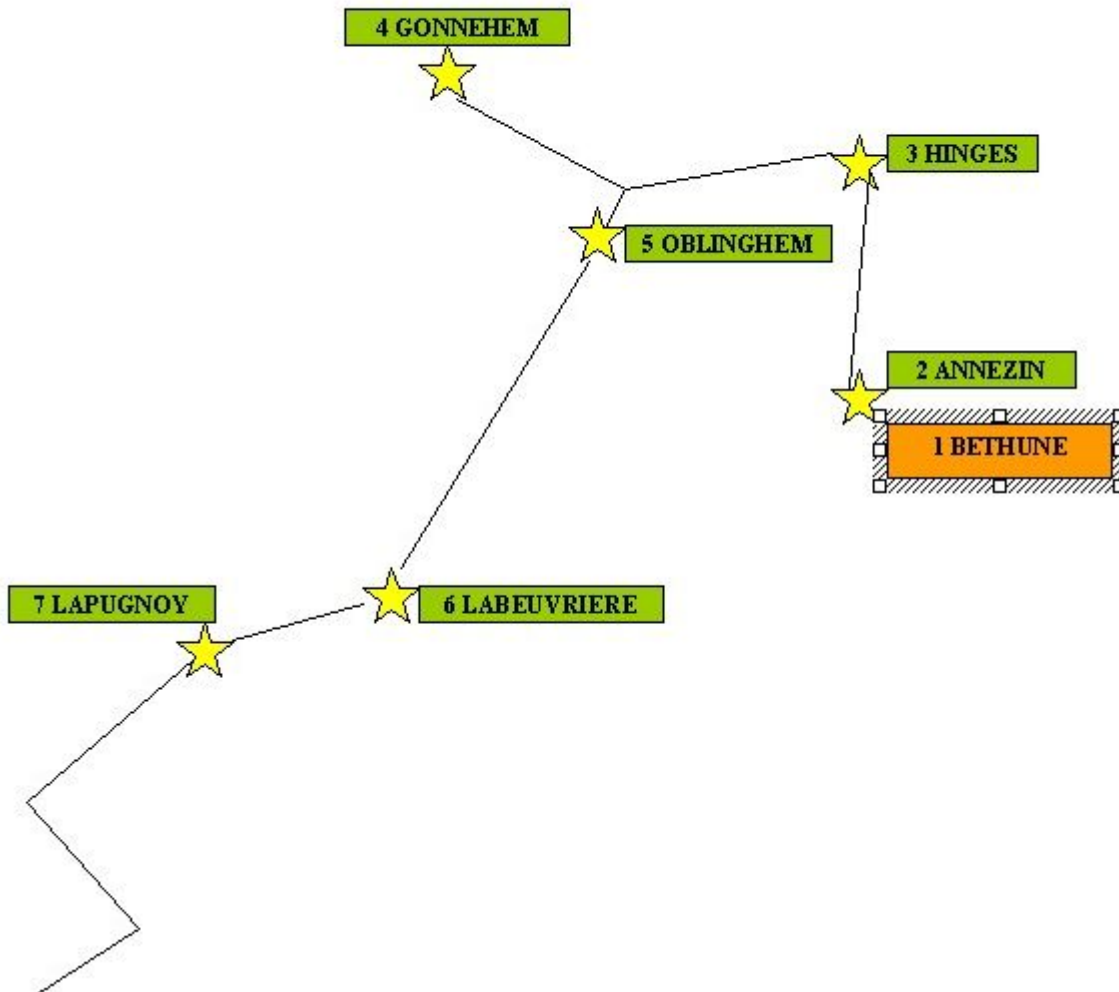 4 GONNEHEM
3 HINGES
5 OBLINGHEM
2 ANNEZIN
1 BETHUNE
7 LAPUGNOY
6 LABEUVRIERE